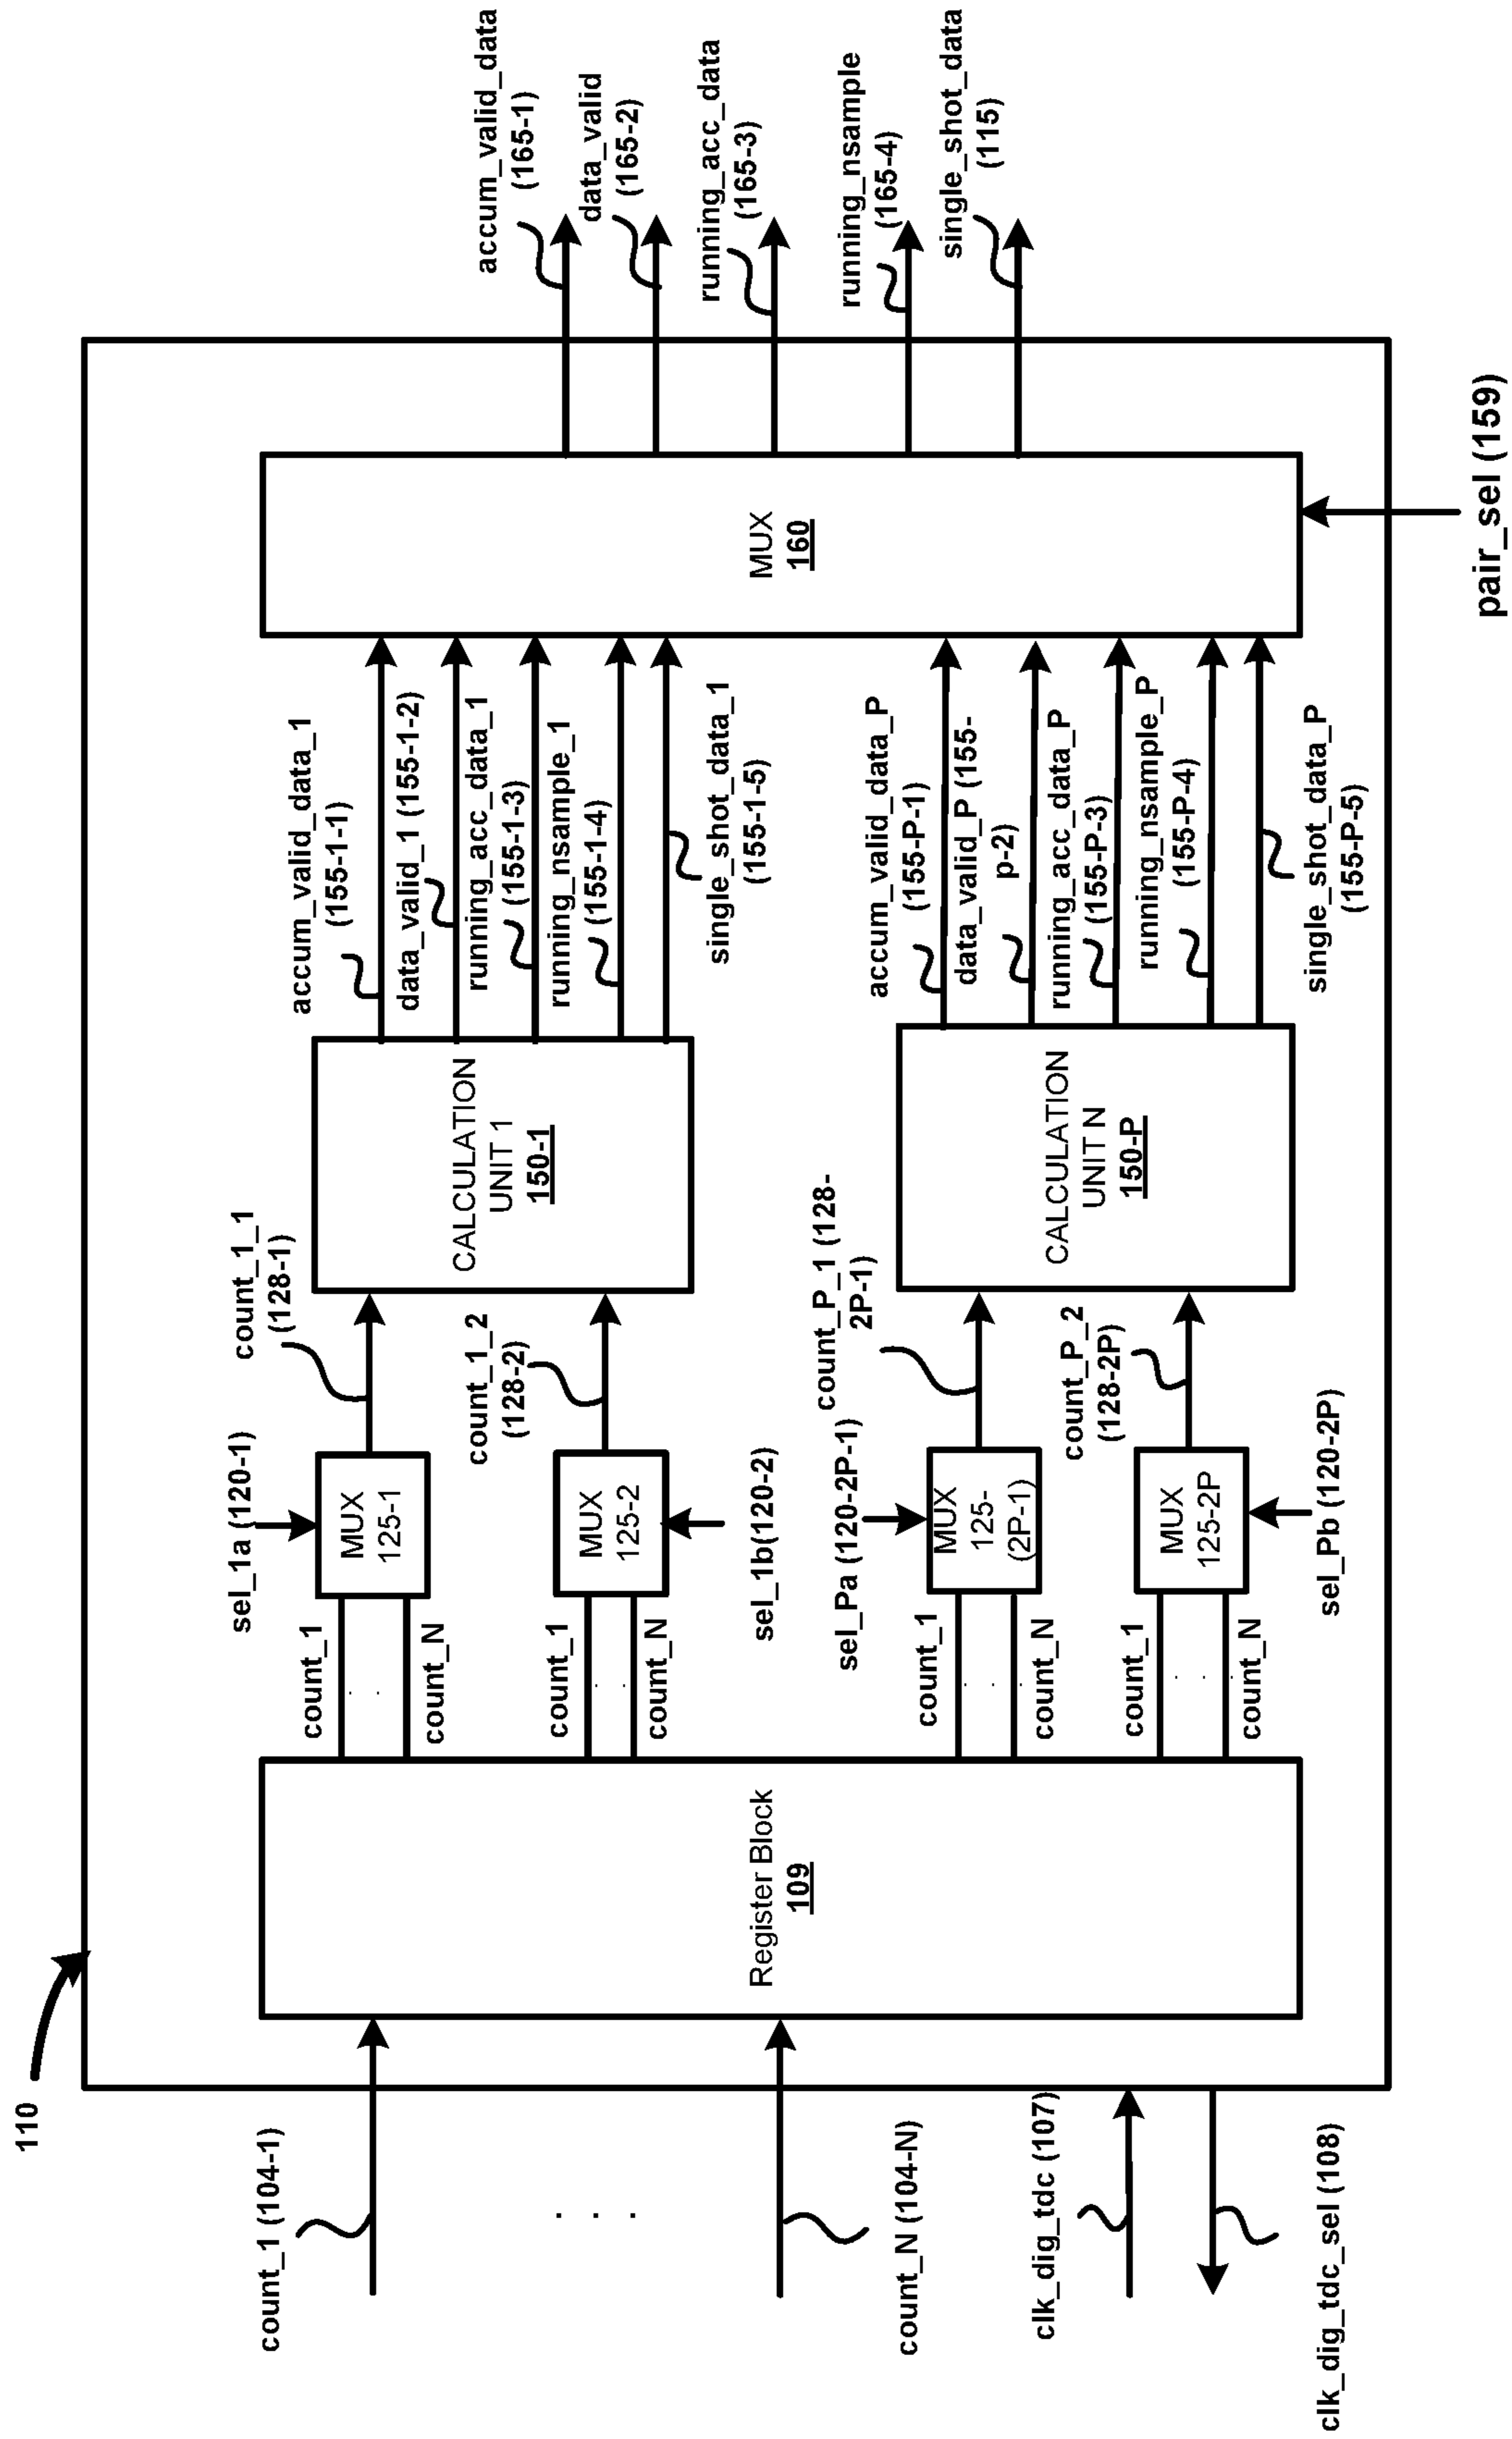 110
count_1 (104-1)
. . .
count_N (104-N)
clk_dig_tdc (107)
clk_dig_tdc_sel (108)
Register Block
109
count_1
. .
count_N
count_1
. .
count_N
count_1
. . .
count_N
count_1
. . .
count_N
sel_1a (120-1)
MUX
125-1
MUX
125-2
sel_1b(120-2)
sel_Pa (120-2P-1)
MUX
125-
(2P-1)
MUX
125-2P
sel_Pb (120-2P)
count_1_1
(128-1)
count_1_2
(128-2)
count_P_1 (128-
2P-1)
count_P_2
(128-2P)
CALCULATION
UNIT 1
150-1
CALCULATION
UNIT N
150-P
accum_valid_data_1
(155-1-1)
data_valid_1 (155-1-2)
running_acc_data_1
(155-1-3)
running_nsample_1
(155-1-4)
single_shot_data_1
(155-1-5)
accum_valid_data_P
(155-P-1)
data_valid_P (155-
p-2)
running_acc_data_P
(155-P-3)
running_nsample_P
(155-P-4)
single_shot_data_P
(155-P-5)
MUX
160
pair_sel (159)
accum_valid_data
(165-1)
data_valid
(165-2)
running_acc_data
(165-3)
running_nsample
(165-4)
single_shot_data
(115)